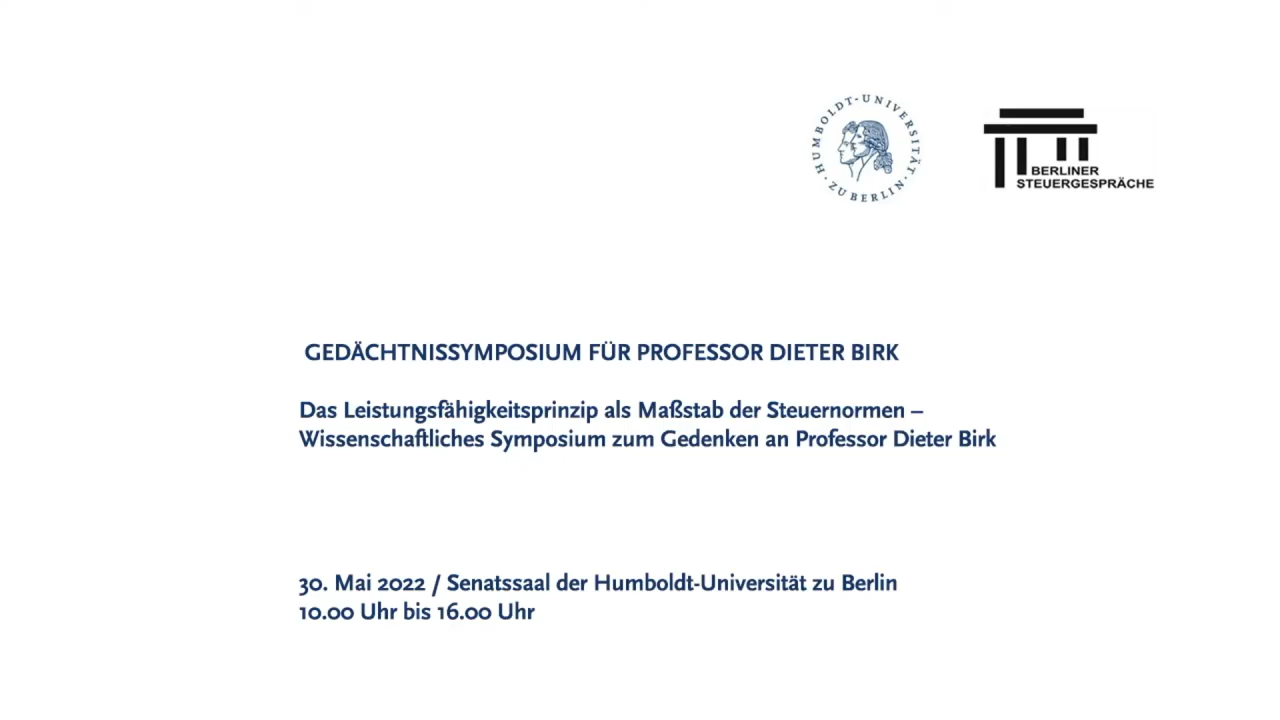 HUMBOLDT-UNIVERSITÄT · ZU BERLIN ·
BERLINER
STEUERGESPRÄCHE
GEDÄCHTNISSYMPOSIUM FÜR PROFESSOR DIETER BIRK
Das Leistungsfähigkeitsprinzip als Maßstab der Steuernormen –
Wissenschaftliches Symposium zum Gedenken an Professor Dieter Birk
30. Mai 2022 / Senatssaal der Humboldt-Universität zu Berlin
10.00 Uhr bis 16.00 Uhr